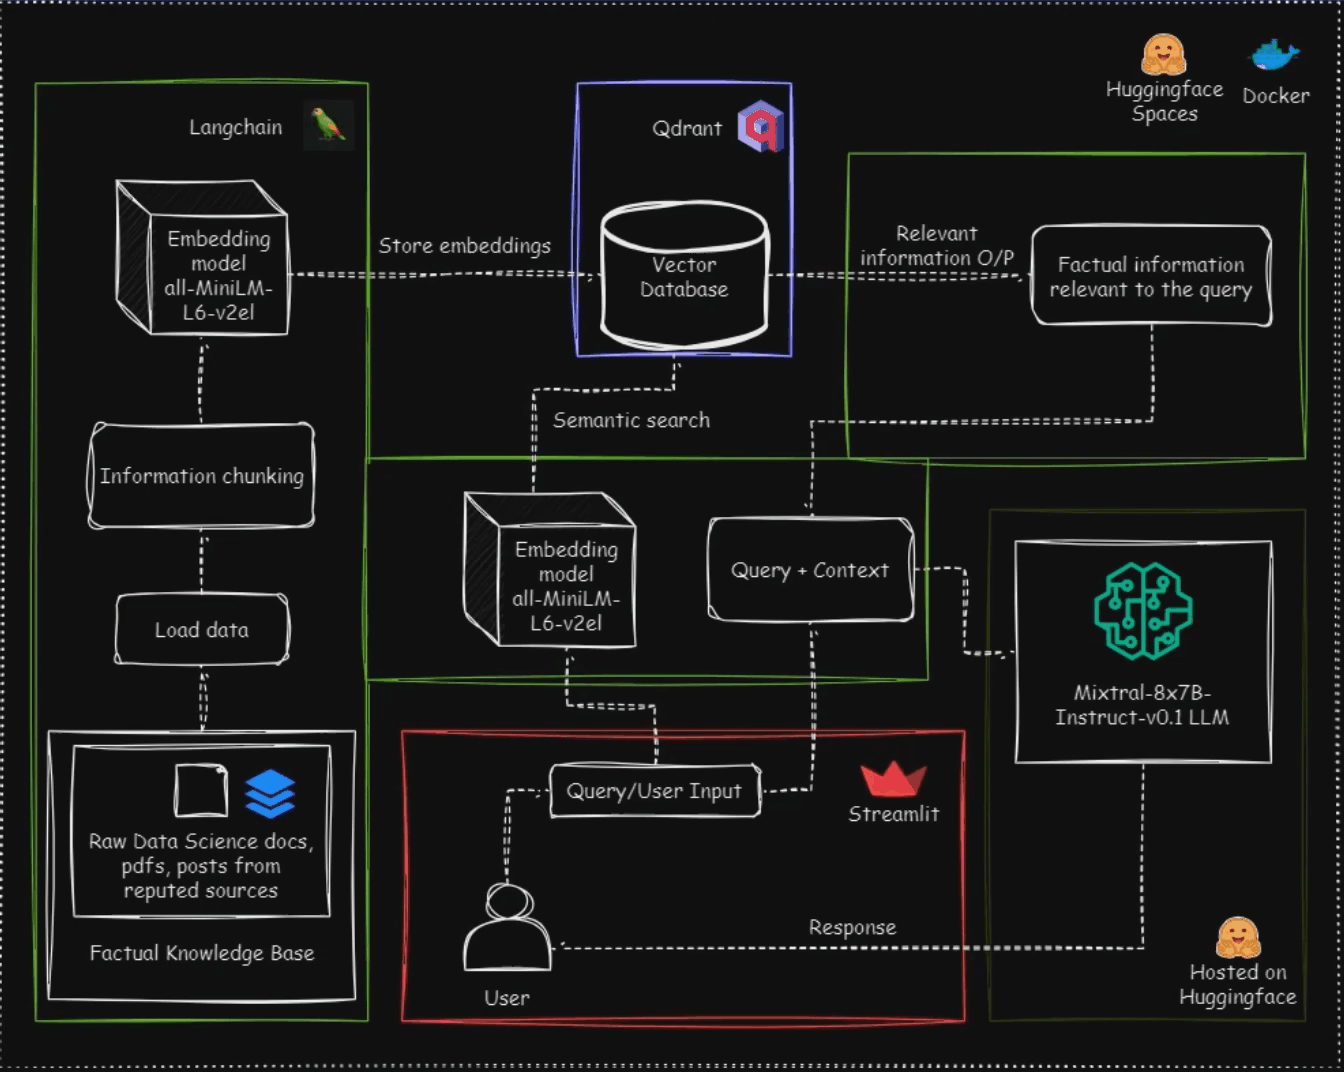 Huggingface
Spaces
Docker
Langchain
Qdrant
Embedding
model
all-MiniLM-
L6-v2el
Store embeddings
Vector
Database
Relevant
information O/P
Factual information
relevant to the query
Semantic search
Information chunking
Embedding
model
all-MiniLM-
L6-v2el
Query + Context
Load data
Mixtral-8x7B-
Instruct-v0.1 LLM
Raw Data Science docs,
pdfs, posts from
reputed sources
Factual Knowledge Base
Query/User Input
Streamlit
Response
User
Hosted on
Huggingface